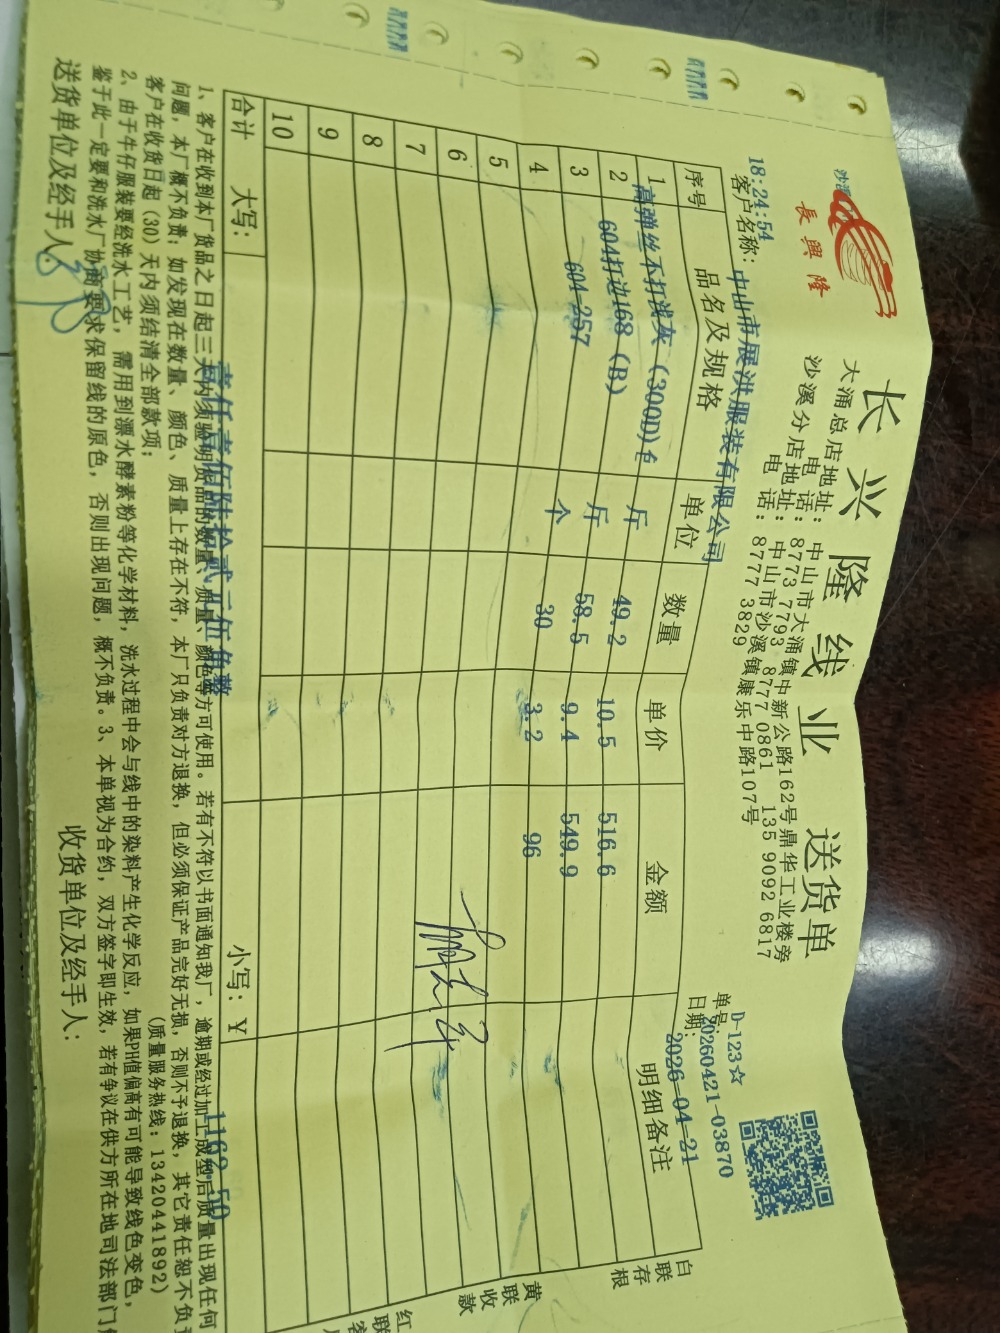 沙溪
長興隆
长兴隆线业 送货单
大涌总店地址:中山市大涌镇中新公路162号鼎华工业楼旁
电话:8773 7793 8777 0861 135 9092 6817
沙溪分店地址:中山市沙溪镇康乐中路107号
电话:8777 3829
18:24:54
D-123☆
客户名称:中山市展洪服装有限公司
单号:20260421-03870
日期:2026-04-21
序号 品名及规格 单位 数量 单价 金额 明细备注
1 高弹丝不打浅灰(300D) 斤 49.2 10.5 516.6
2 604打边168(B) 斤 58.5 9.4 549.9
3 604-257 个 30 3.2 96
4
5
6
7
8
9
10
合计 大写:壹仟壹佰陆拾贰元伍角整 小写:¥ 1162.50
1、客户在收到本厂货品之日起三天内须验明货品的数量、质量、颜色等方可使用。若有不符以书面通知我厂,逾期或经过加工成型后质量出现任何
问题,本厂概不负责;如发现在数量、颜色、质量上存在不符,本厂只负责对方退换,但必须保证产品完好无损,否则不予退换,其它责任恕不负责
客户在收货日起(30)天内须结清全部款项; (质量服务热线:13420441892)
2、由于牛仔服装要经洗水工艺,需用到漂水酵素粉等化学材料,洗水过程中会与线中的染料产生化学反应,如果PH值偏高有可能导致线色变色,
鉴于此一定要和洗水厂协商要求保留线的原色,否则出现问题,概不负责。3、本单视为合约,双方签字即生效,若有争议在供方所在地司法部门
送货单位及经手人: 收货单位及经手人:
白联存根
黄联收款
红联客